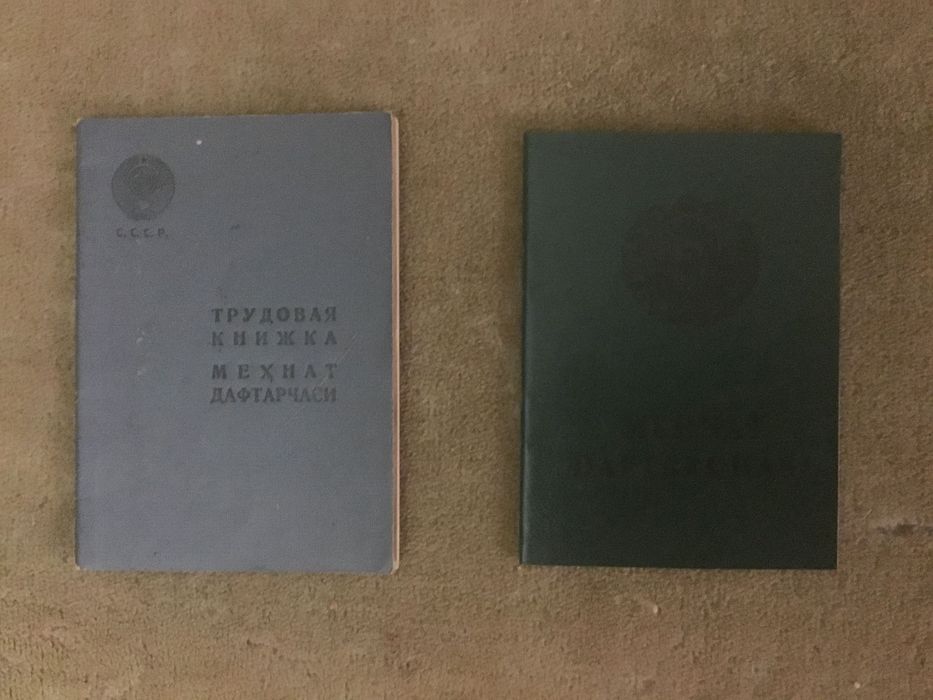 С. С. С. Р.
ТРУДОВАЯ
КНИЖКА
МЕҲНАТ
ДАФТАРЧАСИ